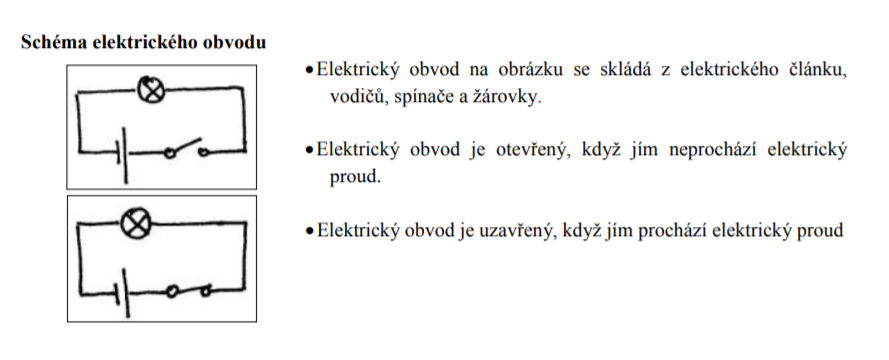 Schéma elektrického obvodu
•Elektrický obvod na obrázku se skládá z elektrického článku,
vodičů, spínače a žárovky.
•Elektrický obvod je otevřený, když jím neprochází elektrický
proud.
•Elektrický obvod je uzavřený, když jím prochází elektrický proud